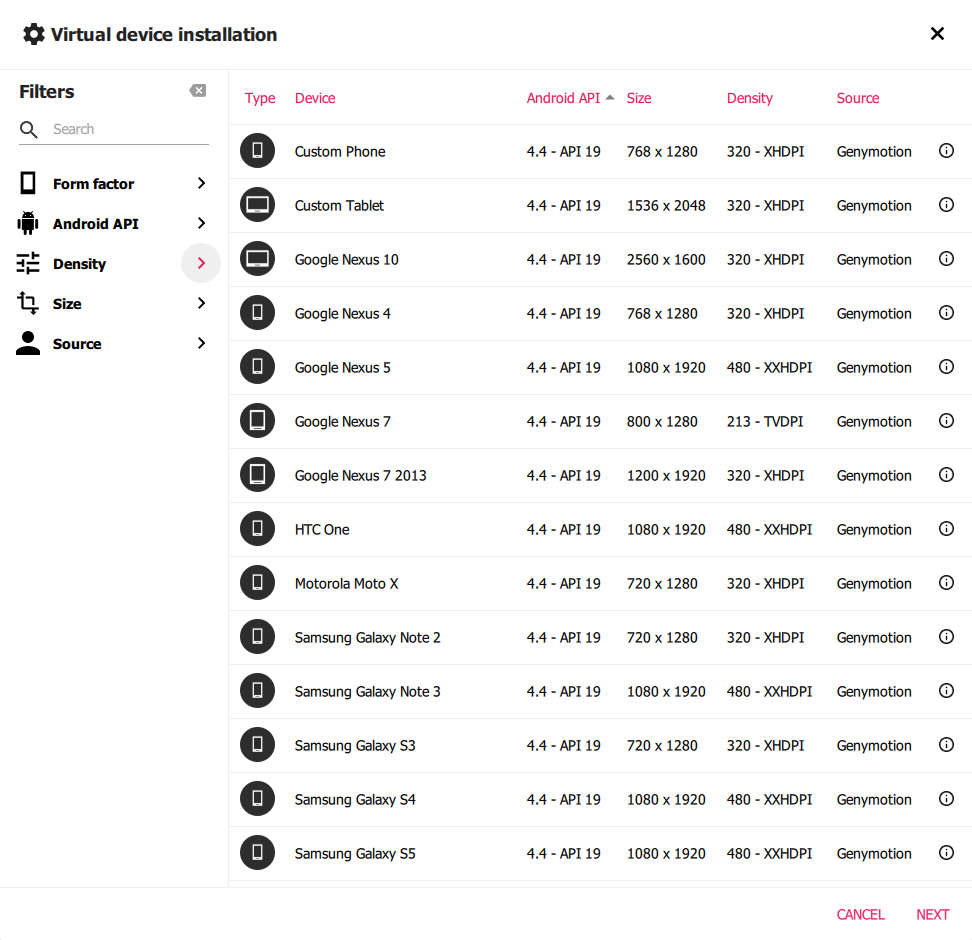 Virtual device installation
Filters
Search
Form factor
Android API
Density
Size
Source
Type Device Android API Size Density Source
Custom Phone 4.4 - API 19 768 x 1280 320 - XHDPI Genymotion
Custom Tablet 4.4 - API 19 1536 x 2048 320 - XHDPI Genymotion
Google Nexus 10 4.4 - API 19 2560 x 1600 320 - XHDPI Genymotion
Google Nexus 4 4.4 - API 19 768 x 1280 320 - XHDPI Genymotion
Google Nexus 5 4.4 - API 19 1080 x 1920 480 - XXHDPI Genymotion
Google Nexus 7 4.4 - API 19 800 x 1280 213 - TVDPI Genymotion
Google Nexus 7 2013 4.4 - API 19 1200 x 1920 320 - XHDPI Genymotion
HTC One 4.4 - API 19 1080 x 1920 480 - XXHDPI Genymotion
Motorola Moto X 4.4 - API 19 720 x 1280 320 - XHDPI Genymotion
Samsung Galaxy Note 2 4.4 - API 19 720 x 1280 320 - XHDPI Genymotion
Samsung Galaxy Note 3 4.4 - API 19 1080 x 1920 480 - XXHDPI Genymotion
Samsung Galaxy S3 4.4 - API 19 720 x 1280 320 - XHDPI Genymotion
Samsung Galaxy S4 4.4 - API 19 1080 x 1920 480 - XXHDPI Genymotion
Samsung Galaxy S5 4.4 - API 19 1080 x 1920 480 - XXHDPI Genymotion
CANCEL NEXT